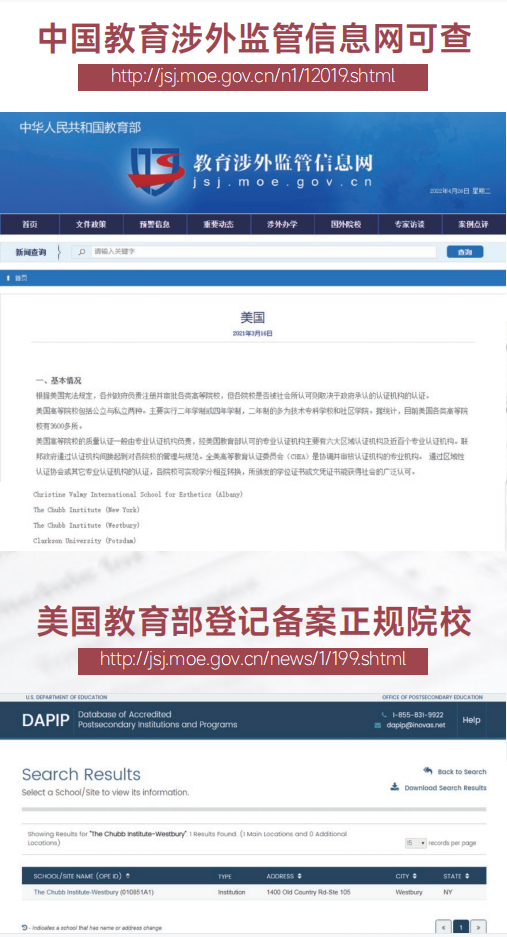 中国教育涉外监管信息网可查
http://jsj.moe.gov.cn/n1/12019.shtml
中华人民共和国教育部
教育涉外监管信息网
jsj.moe.gov.cn
2022年4月26日 星期二
首页 文件政策 预警信息 重要动态 涉外办学 国外院校 专家访谈 案例点评
新闻查询 请输入关键字 查询
首页
美国
2021年3月16日
一、基本情况
根据美国宪法规定，各州政府负责注册并审批各类高等院校，但各院校是否被社会所认可则取决于政府承认的认证机构的认证。
美国高等院校包括公立与私立两种。主要实行二年学制或四年学制，二年制的多为技术专科学校和社区学院。据统计，目前美国各类高等院
校有3600多所。
美国高等院校的质量认证一般由专业认证机构负责，经美国教育部认可的专业认证机构主要有六大区域认证机构及近百个专业认证机构。联
邦政府通过认证机构间接起到对各院校的管理与规范。全美高等教育认证委员会（CHEA）是协调并审核认证机构的专业机构。 通过区域性
认证协会或其它专业认证机构的认证，各院校可实现学分相互转换，所颁发的学位证书或文凭证书能获得社会的广泛认可。
Christine Valmy International School for Esthetics (Albany)
The Chubb Institute (New York)
The Chubb Institute (Westbury)
Clarkson University (Potsdam)
美国教育部登记备案正规院校
http://jsj.moe.gov.cn/news/1/199.shtml
U.S. DEPARTMENT OF EDUCATION OFFICE OF POSTSECONDARY EDUCATION
DAPIP Database of Accredited
Postsecondary Institutions and Programs
1-855-831-9922
dapip@inovas.net
Help
Search Results
Select a School/Site to view its information.
Back to Search
Download Search Results
Showing Results for "The Chubb Institute-Westbury". 1 Results Found. (1 Main Locations and 0 Additional
Locations)
15 records per page
SCHOOL/SITE NAME (OPE ID) TYPE ADDRESS CITY STATE
The Chubb Institute-Westbury (010851A1) Institution 1400 Old Country Rd-Ste 105 Westbury NY
- Indicates a school that has name or address change
« 1 »